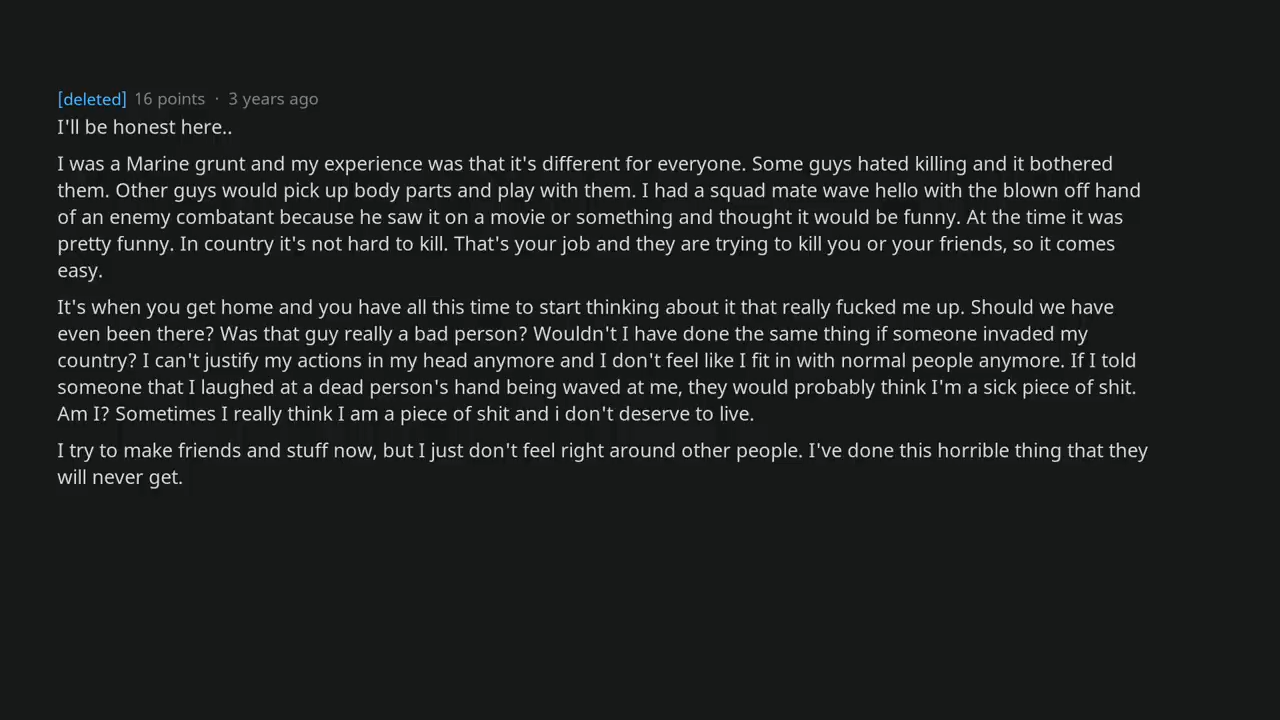 [deleted] 16 points · 3 years ago
I'll be honest here..
I was a Marine grunt and my experience was that it's different for everyone. Some guys hated killing and it bothered
them. Other guys would pick up body parts and play with them. I had a squad mate wave hello with the blown off hand
of an enemy combatant because he saw it on a movie or something and thought it would be funny. At the time it was
pretty funny. In country it's not hard to kill. That's your job and they are trying to kill you or your friends, so it comes
easy.
It's when you get home and you have all this time to start thinking about it that really fucked me up. Should we have
even been there? Was that guy really a bad person? Wouldn't I have done the same thing if someone invaded my
country? I can't justify my actions in my head anymore and I don't feel like I fit in with normal people anymore. If I told
someone that I laughed at a dead person's hand being waved at me, they would probably think I'm a sick piece of shit.
Am I? Sometimes I really think I am a piece of shit and i don't deserve to live.
I try to make friends and stuff now, but I just don't feel right around other people. I've done this horrible thing that they
will never get.